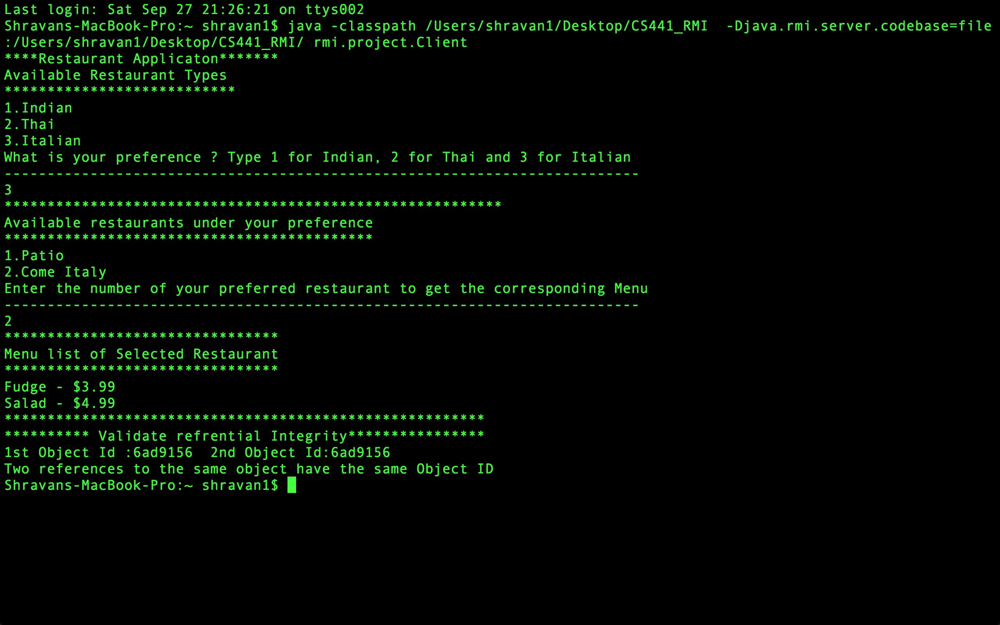 Last login: Sat Sep 27 21:26:21 on ttys002
Shravans-MacBook-Pro:~ shravan1$ java -classpath /Users/shravan1/Desktop/CS441_RMI  -Djava.rmi.server.codebase=file
:/Users/shravan1/Desktop/CS441_RMI/ rmi.project.Client
****Restaurant Applicaton*******
Available Restaurant Types
***************************
1.Indian
2.Thai
3.Italian
What is your preference ? Type 1 for Indian, 2 for Thai and 3 for Italian
--------------------------------------------------------------------------
3
**********************************************************
Available restaurants under your preference
*******************************************
1.Patio
2.Come Italy
Enter the number of your preferred restaurant to get the corresponding Menu
--------------------------------------------------------------------------
2
********************************
Menu list of Selected Restaurant
********************************
Fudge - $3.99
Salad - $4.99
********************************************************
********** Validate refrential Integrity****************
1st Object Id :6ad9156  2nd Object Id:6ad9156
Two references to the same object have the same Object ID
Shravans-MacBook-Pro:~ shravan1$